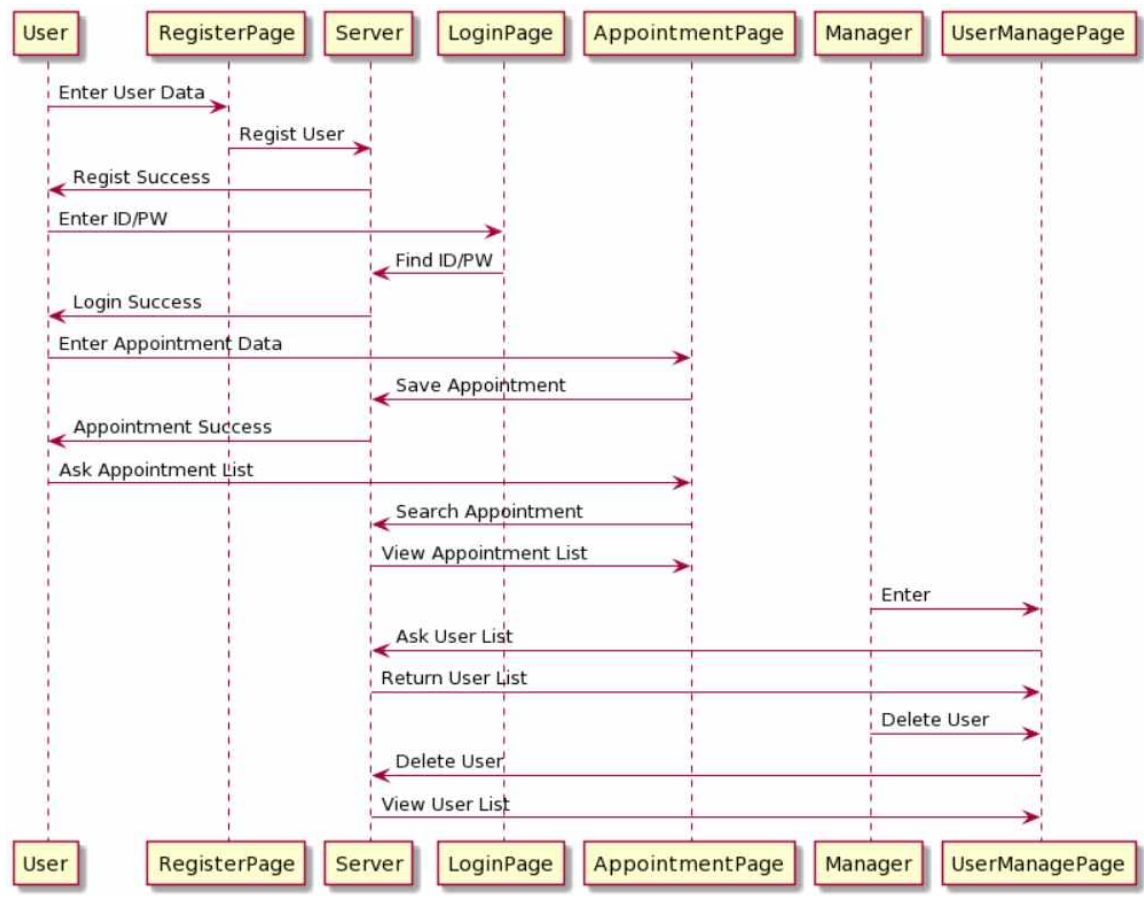 User RegisterPage Server LoginPage AppointmentPage Manager UserManagePage
Enter User Data
Regist User
Regist Success
Enter ID/PW
Find ID/PW
Login Success
Enter Appointment Data
Save Appointment
Appointment Success
Ask Appointment List
Search Appointment
View Appointment List
Enter
Ask User List
Return User List
Delete User
Delete User
View User List
User RegisterPage Server LoginPage AppointmentPage Manager UserManagePage